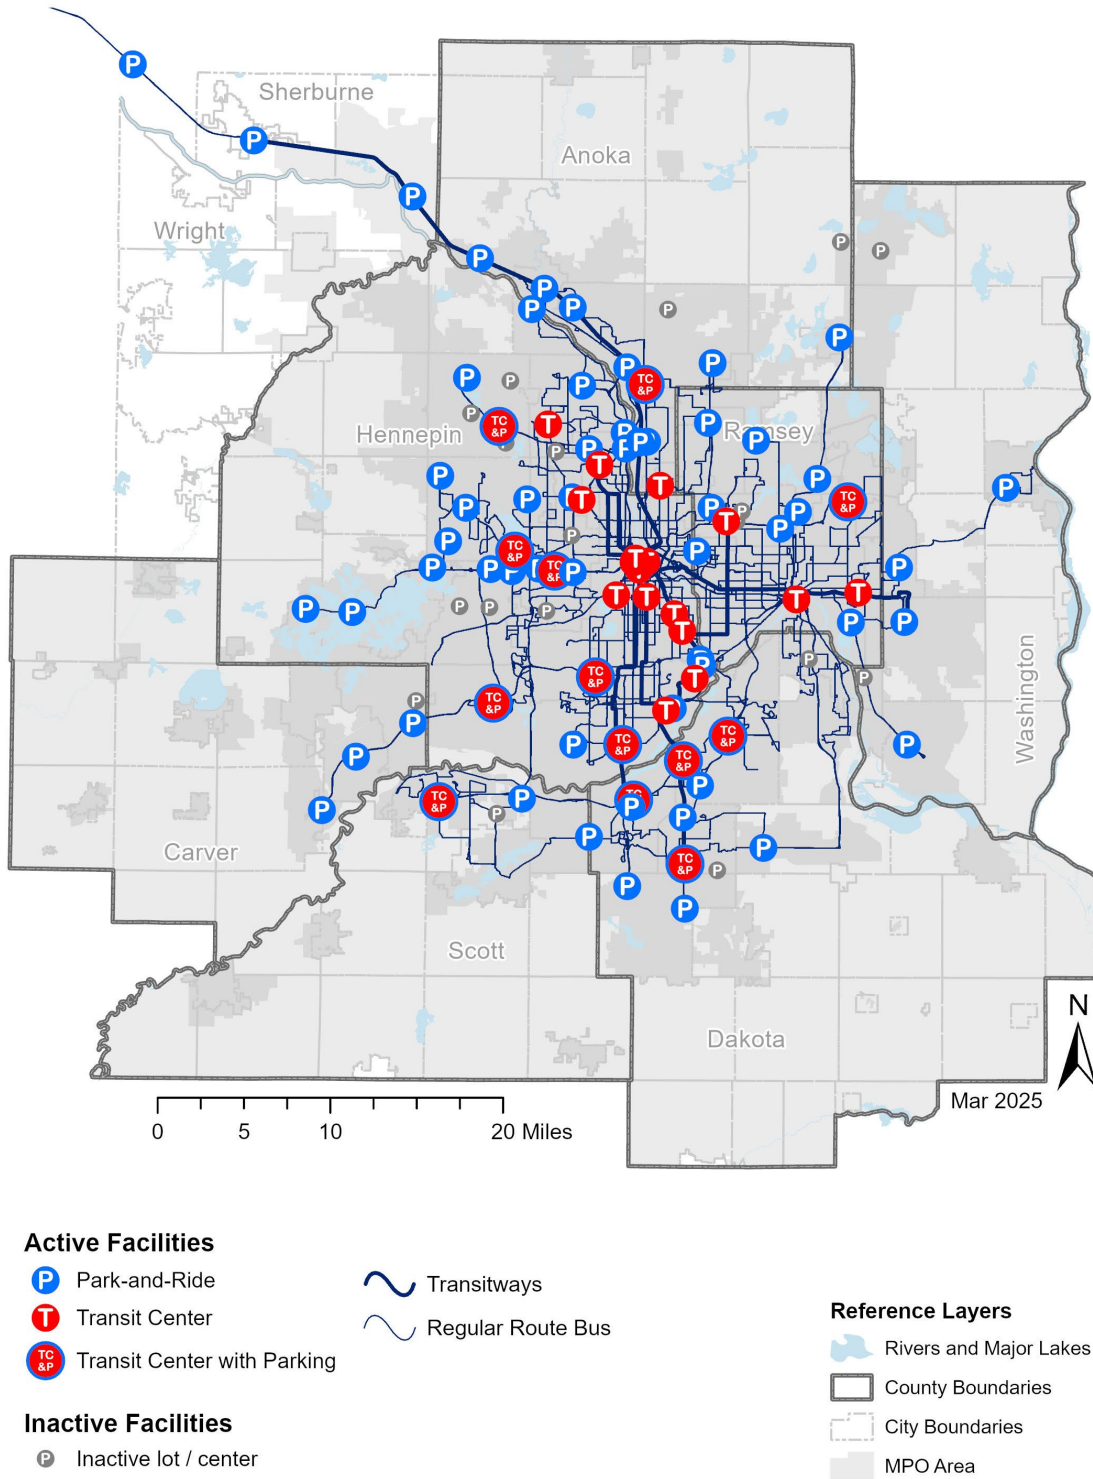 Sherburne
Anoka
Wright
Hennepin
Ramsey
Washington
Carver
Scott
Dakota
N
Mar 2025
0 5 10 20 Miles
Active Facilities
P Park-and-Ride
T Transit Center
TC &P Transit Center with Parking
Transitways
Regular Route Bus
Inactive Facilities
P Inactive lot / center
Reference Layers
Rivers and Major Lakes
County Boundaries
City Boundaries
MPO Area